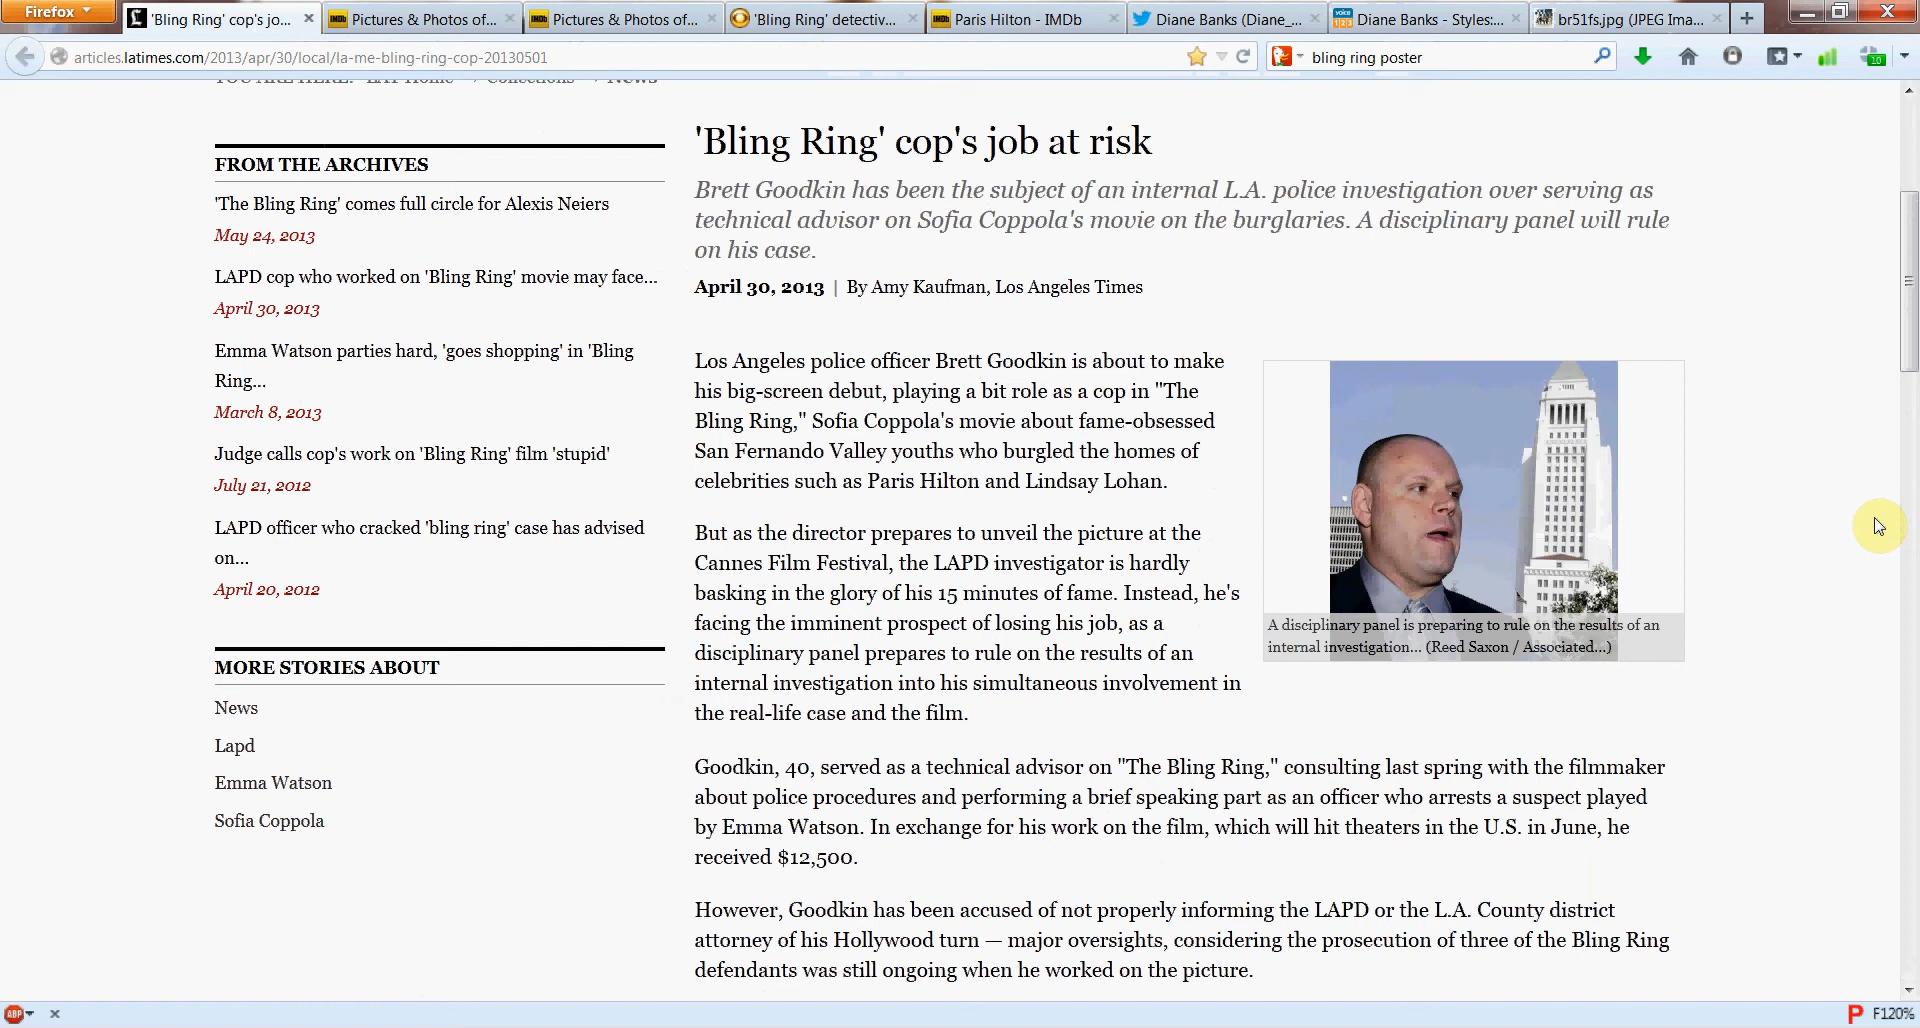 Firefox
'Bling Ring' cop's jo...
Pictures & Photos of...
Pictures & Photos of...
'Bling Ring' detectiv...
Paris Hilton - IMDb
Diane Banks (Diane_...
Diane Banks - Styles:...
br51fs.jpg (JPEG Ima...
articles.latimes.com/2013/apr/30/local/la-me-bling-ring-cop-20130501
bling ring poster
10
YOU ARE HERE: LAT Home → Collections → News
FROM THE ARCHIVES
'The Bling Ring' comes full circle for Alexis Neiers
May 24, 2013
LAPD cop who worked on 'Bling Ring' movie may face...
April 30, 2013
Emma Watson parties hard, 'goes shopping' in 'Bling
Ring...
March 8, 2013
Judge calls cop's work on 'Bling Ring' film 'stupid'
July 21, 2012
LAPD officer who cracked 'bling ring' case has advised
on...
April 20, 2012
MORE STORIES ABOUT
News
Lapd
Emma Watson
Sofia Coppola
'Bling Ring' cop's job at risk
Brett Goodkin has been the subject of an internal L.A. police investigation over serving as
technical advisor on Sofia Coppola's movie on the burglaries. A disciplinary panel will rule
on his case.
April 30, 2013 | By Amy Kaufman, Los Angeles Times
Los Angeles police officer Brett Goodkin is about to make
his big-screen debut, playing a bit role as a cop in "The
Bling Ring," Sofia Coppola's movie about fame-obsessed
San Fernando Valley youths who burgled the homes of
celebrities such as Paris Hilton and Lindsay Lohan.
But as the director prepares to unveil the picture at the
Cannes Film Festival, the LAPD investigator is hardly
basking in the glory of his 15 minutes of fame. Instead, he's
facing the imminent prospect of losing his job, as a
disciplinary panel prepares to rule on the results of an
internal investigation into his simultaneous involvement in
the real-life case and the film.
A disciplinary panel is preparing to rule on the results of an
internal investigation... (Reed Saxon / Associated...)
Goodkin, 40, served as a technical advisor on "The Bling Ring," consulting last spring with the filmmaker
about police procedures and performing a brief speaking part as an officer who arrests a suspect played
by Emma Watson. In exchange for his work on the film, which will hit theaters in the U.S. in June, he
received $12,500.
However, Goodkin has been accused of not properly informing the LAPD or the L.A. County district
attorney of his Hollywood turn — major oversights, considering the prosecution of three of the Bling Ring
defendants was still ongoing when he worked on the picture.
ABP
P F120%